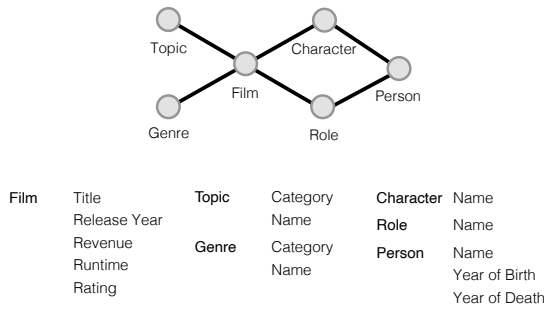 Topic
Character
Film
Person
Genre
Role
Film Title
Release Year
Revenue
Runtime
Rating
Topic Category
Name
Genre Category
Name
Character Name
Role Name
Person Name
Year of Birth
Year of Death